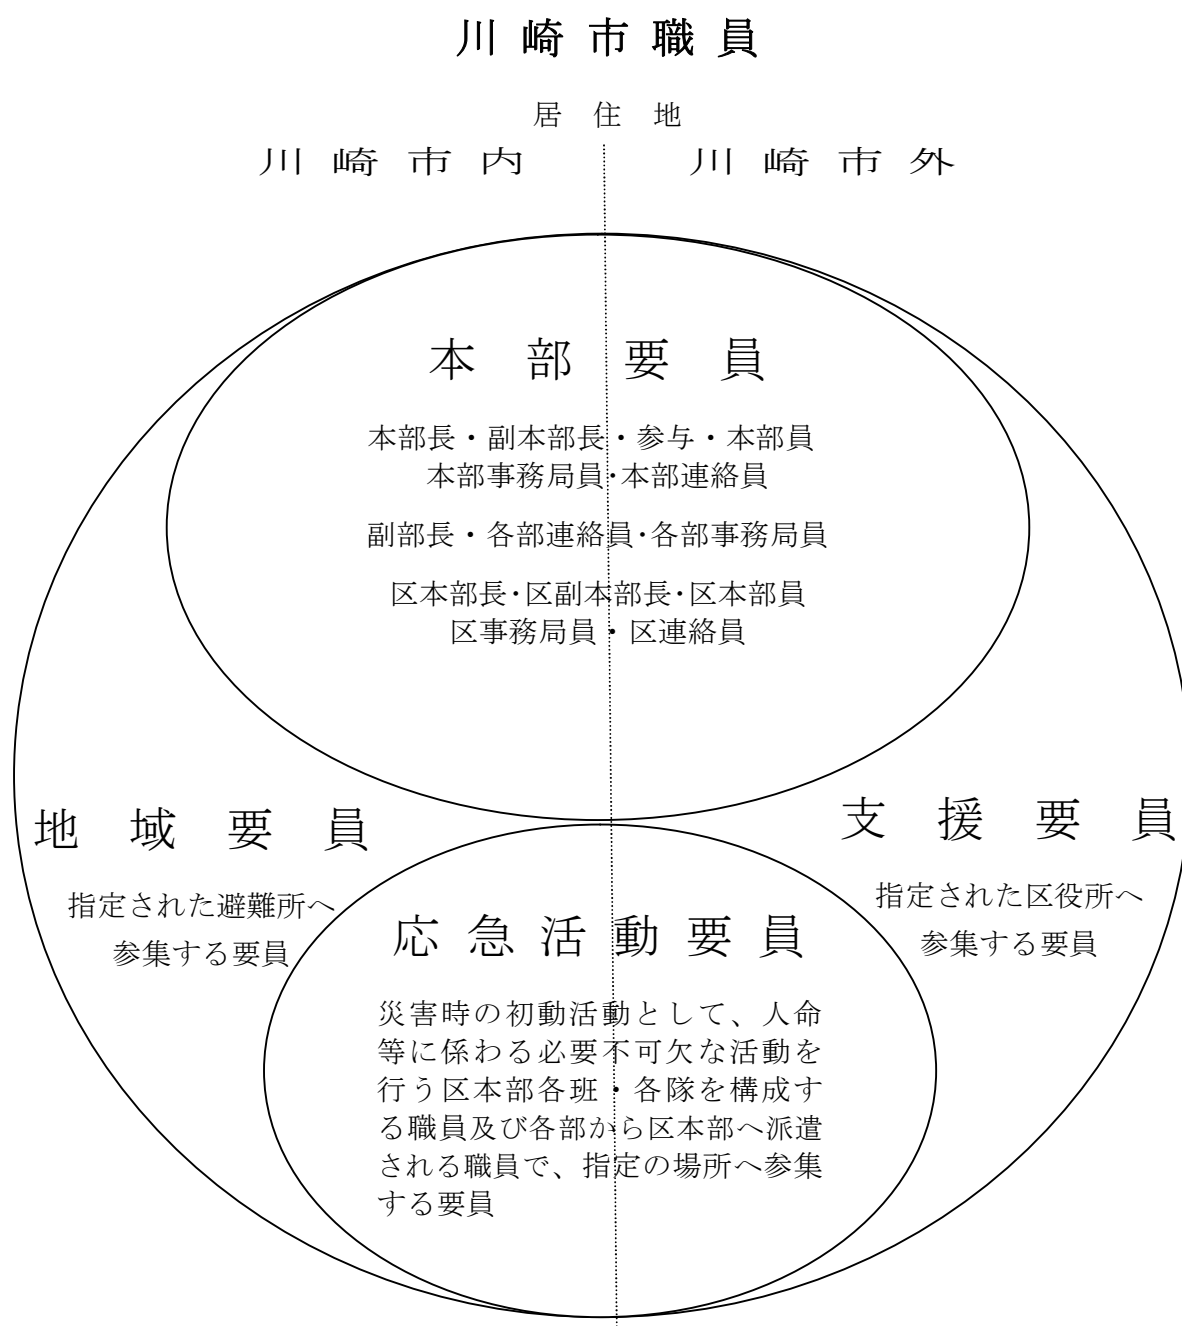 川崎市職員
居住地
川崎市内 川崎市外
本部要員
本部長・副本部長・参与・本部員
本部事務局員・本部連絡員
副部長・各部連絡員・各部事務局員
区本部長・区副本部長・区本部員
区事務局員・区連絡員
地域要員
指定された避難所へ
参集する要員
支援要員
指定された区役所へ
参集する要員
応急活動要員
災害時の初動活動として、人命
等に係わる必要不可欠な活動を
行う区本部各班・各隊を構成す
る職員及び各部から区本部へ派遣
される職員で、指定の場所へ参集
する要員